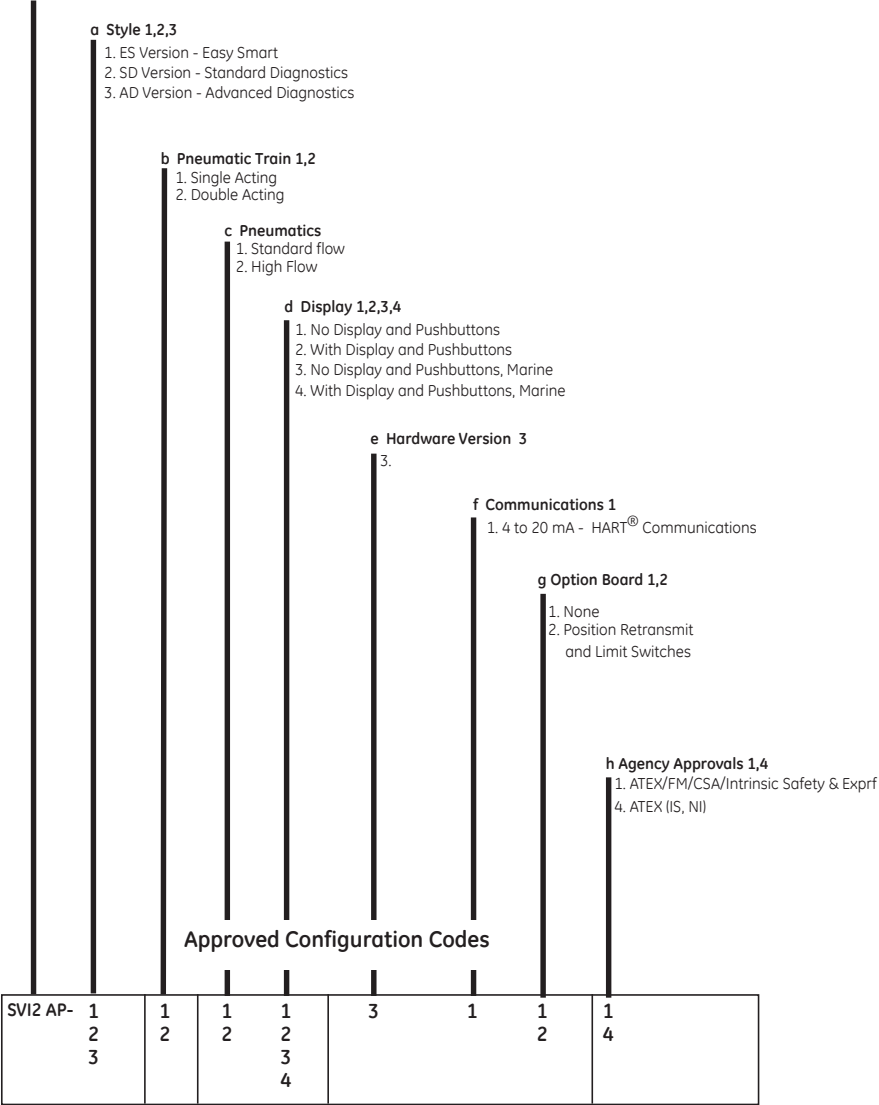 a Style 1,2,3
1. ES Version - Easy Smart
2. SD Version - Standard Diagnostics
3. AD Version - Advanced Diagnostics
b Pneumatic Train 1,2
1. Single Acting
2. Double Acting
c Pneumatics
1. Standard flow
2. High Flow
d Display 1,2,3,4
1. No Display and Pushbuttons
2. With Display and Pushbuttons
3. No Display and Pushbuttons, Marine
4. With Display and Pushbuttons, Marine
e Hardware Version 3
3.
f Communications 1
1. 4 to 20 mA - HART® Communications
g Option Board 1,2
1. None
2. Position Retransmit
and Limit Switches
h Agency Approvals 1,4
1. ATEX/FM/CSA/Intrinsic Safety & Exprf
4. ATEX (IS, NI)
Approved Configuration Codes
SVI2 AP- 1 1 1 1 3 1 1 1
2 2 2 2 2 4
3 3
4